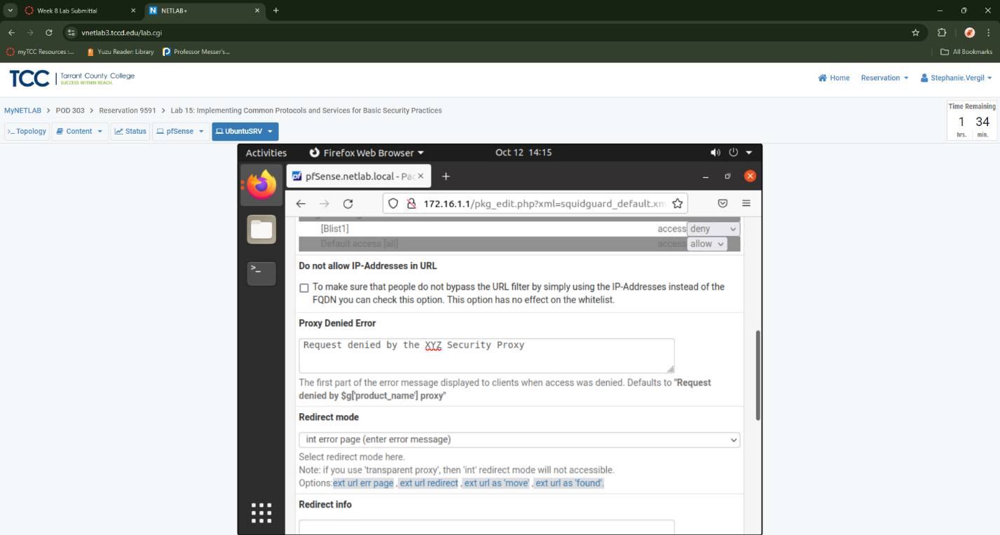 Week 8 Lab Submittal
NETLAB+
vnetlab3.tccd.edu/lab.cgi
myTCC Resources :...
Yuzu Reader: Library
Professor Messer's...
All Bookmarks
TCC
Tarrant County College
SUCCESS WITHIN REACH.
Home
Reservation
Stephanie.Vergil
MyNETLAB > POD 303 > Reservation 9591 > Lab 15: Implementing Common Protocols and Services for Basic Security Practices
Time Remaining
1 34
hrs. min.
>_ Topology
Content
Status
pfSense
UbuntuSRV
Activities
Firefox Web Browser
Oct 12 14:15
pfSense.netlab.local - Pac
172.16.1.1/pkg_edit.php?xml=squidguard_default.xm
[Blist1] access deny
Default access [all] access allow
Do not allow IP-Addresses in URL
To make sure that people do not bypass the URL filter by simply using the IP-Addresses instead of the
FQDN you can check this option. This option has no effect on the whitelist.
Proxy Denied Error
Request denied by the XYZ Security Proxy
The first part of the error message displayed to clients when access was denied. Defaults to "Request
denied by $g['product_name'] proxy"
Redirect mode
int error page (enter error message)
Select redirect mode here.
Note: if you use 'transparent proxy', then 'int' redirect mode will not accessible.
Options:ext url err page , ext url redirect , ext url as 'move' , ext url as 'found'.
Redirect info